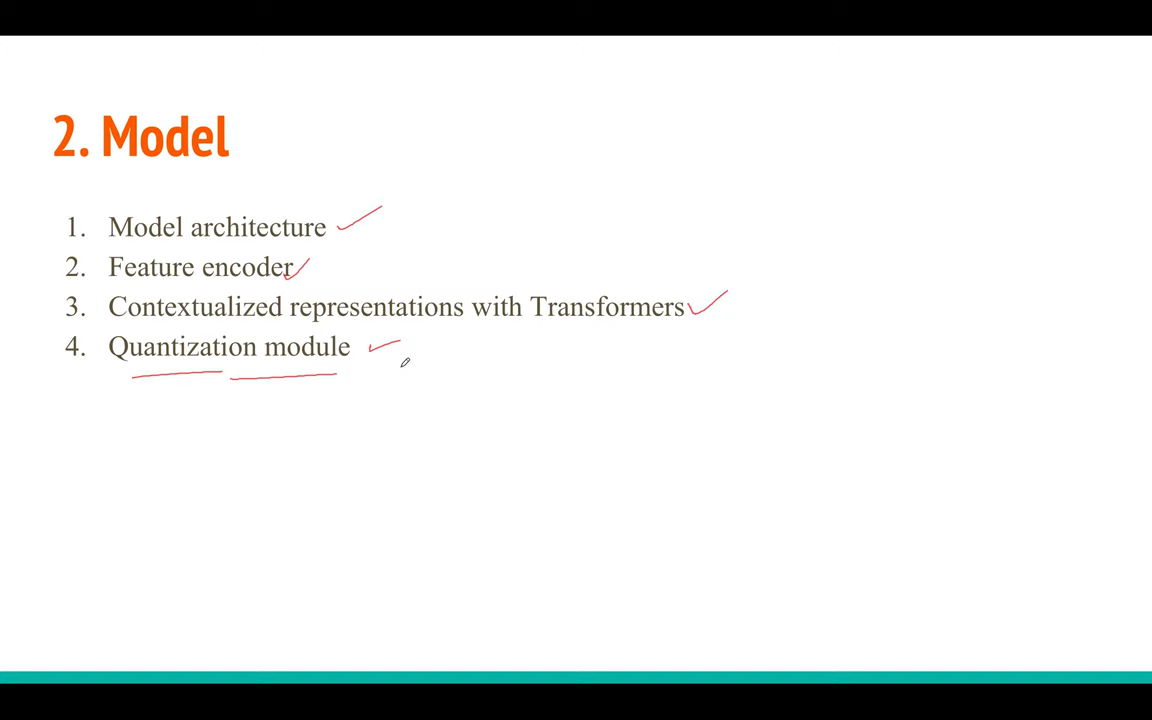 2. Model
1. Model architecture
2. Feature encoder
3. Contextualized representations with Transformers
4. Quantization module